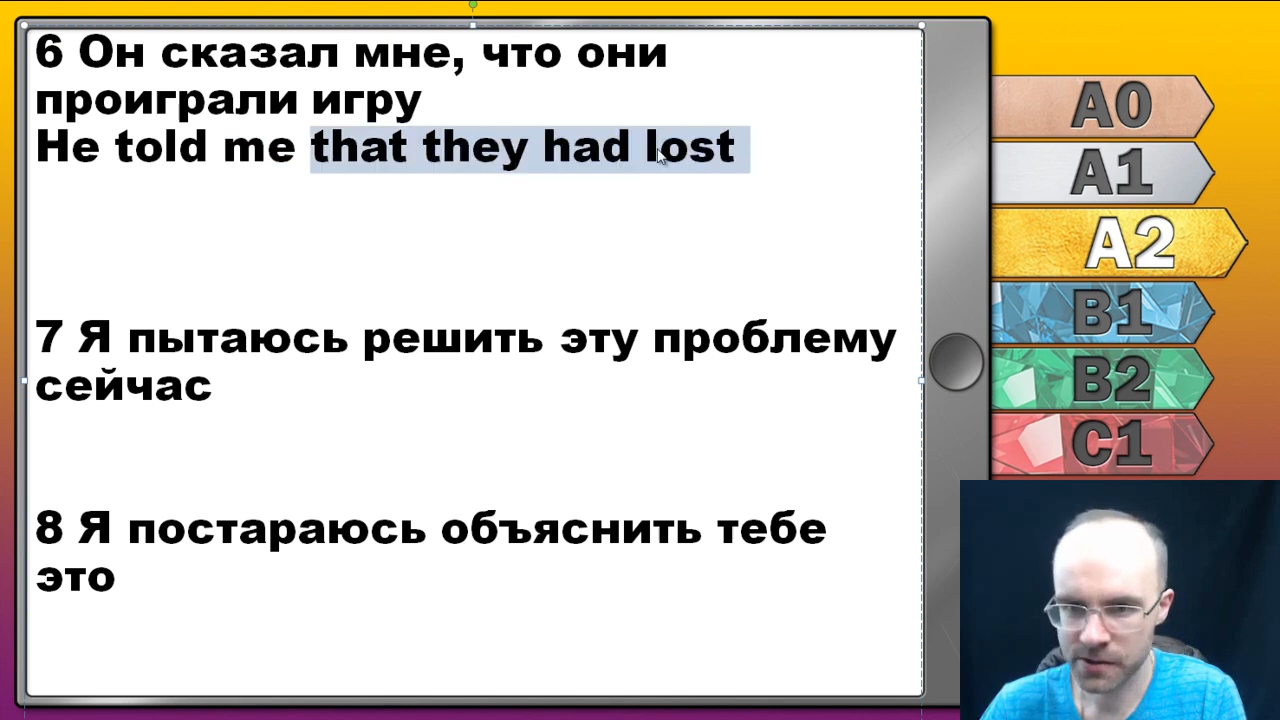 6 Он сказал мне, что они
проиграли игру
He told me that they had lost
7 Я пытаюсь решить эту проблему
сейчас
8 Я постараюсь объяснить тебе
это
A0
A1
A2
B1
B2
C1